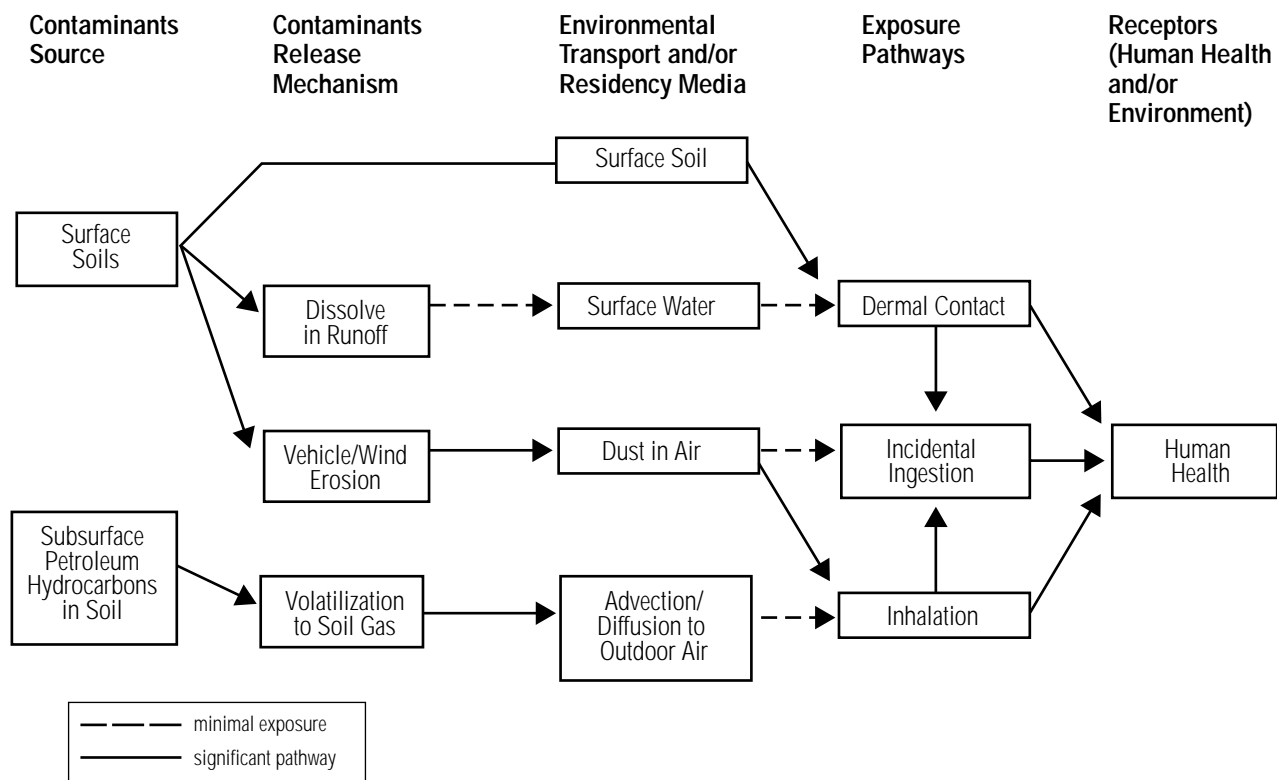 Contaminants
Source
Contaminants
Release
Mechanism
Environmental
Transport and/or
Residency Media
Exposure
Pathways
Receptors
(Human Health
and/or
Environment)
Surface Soil
Surface
Soils
Dissolve
in Runoff
Surface Water
Dermal Contact
Vehicle/Wind
Erosion
Dust in Air
Incidental
Ingestion
Human
Health
Subsurface
Petroleum
Hydrocarbons
in Soil
Volatilization
to Soil Gas
Advection/
Diffusion to
Outdoor Air
Inhalation
minimal exposure
significant pathway